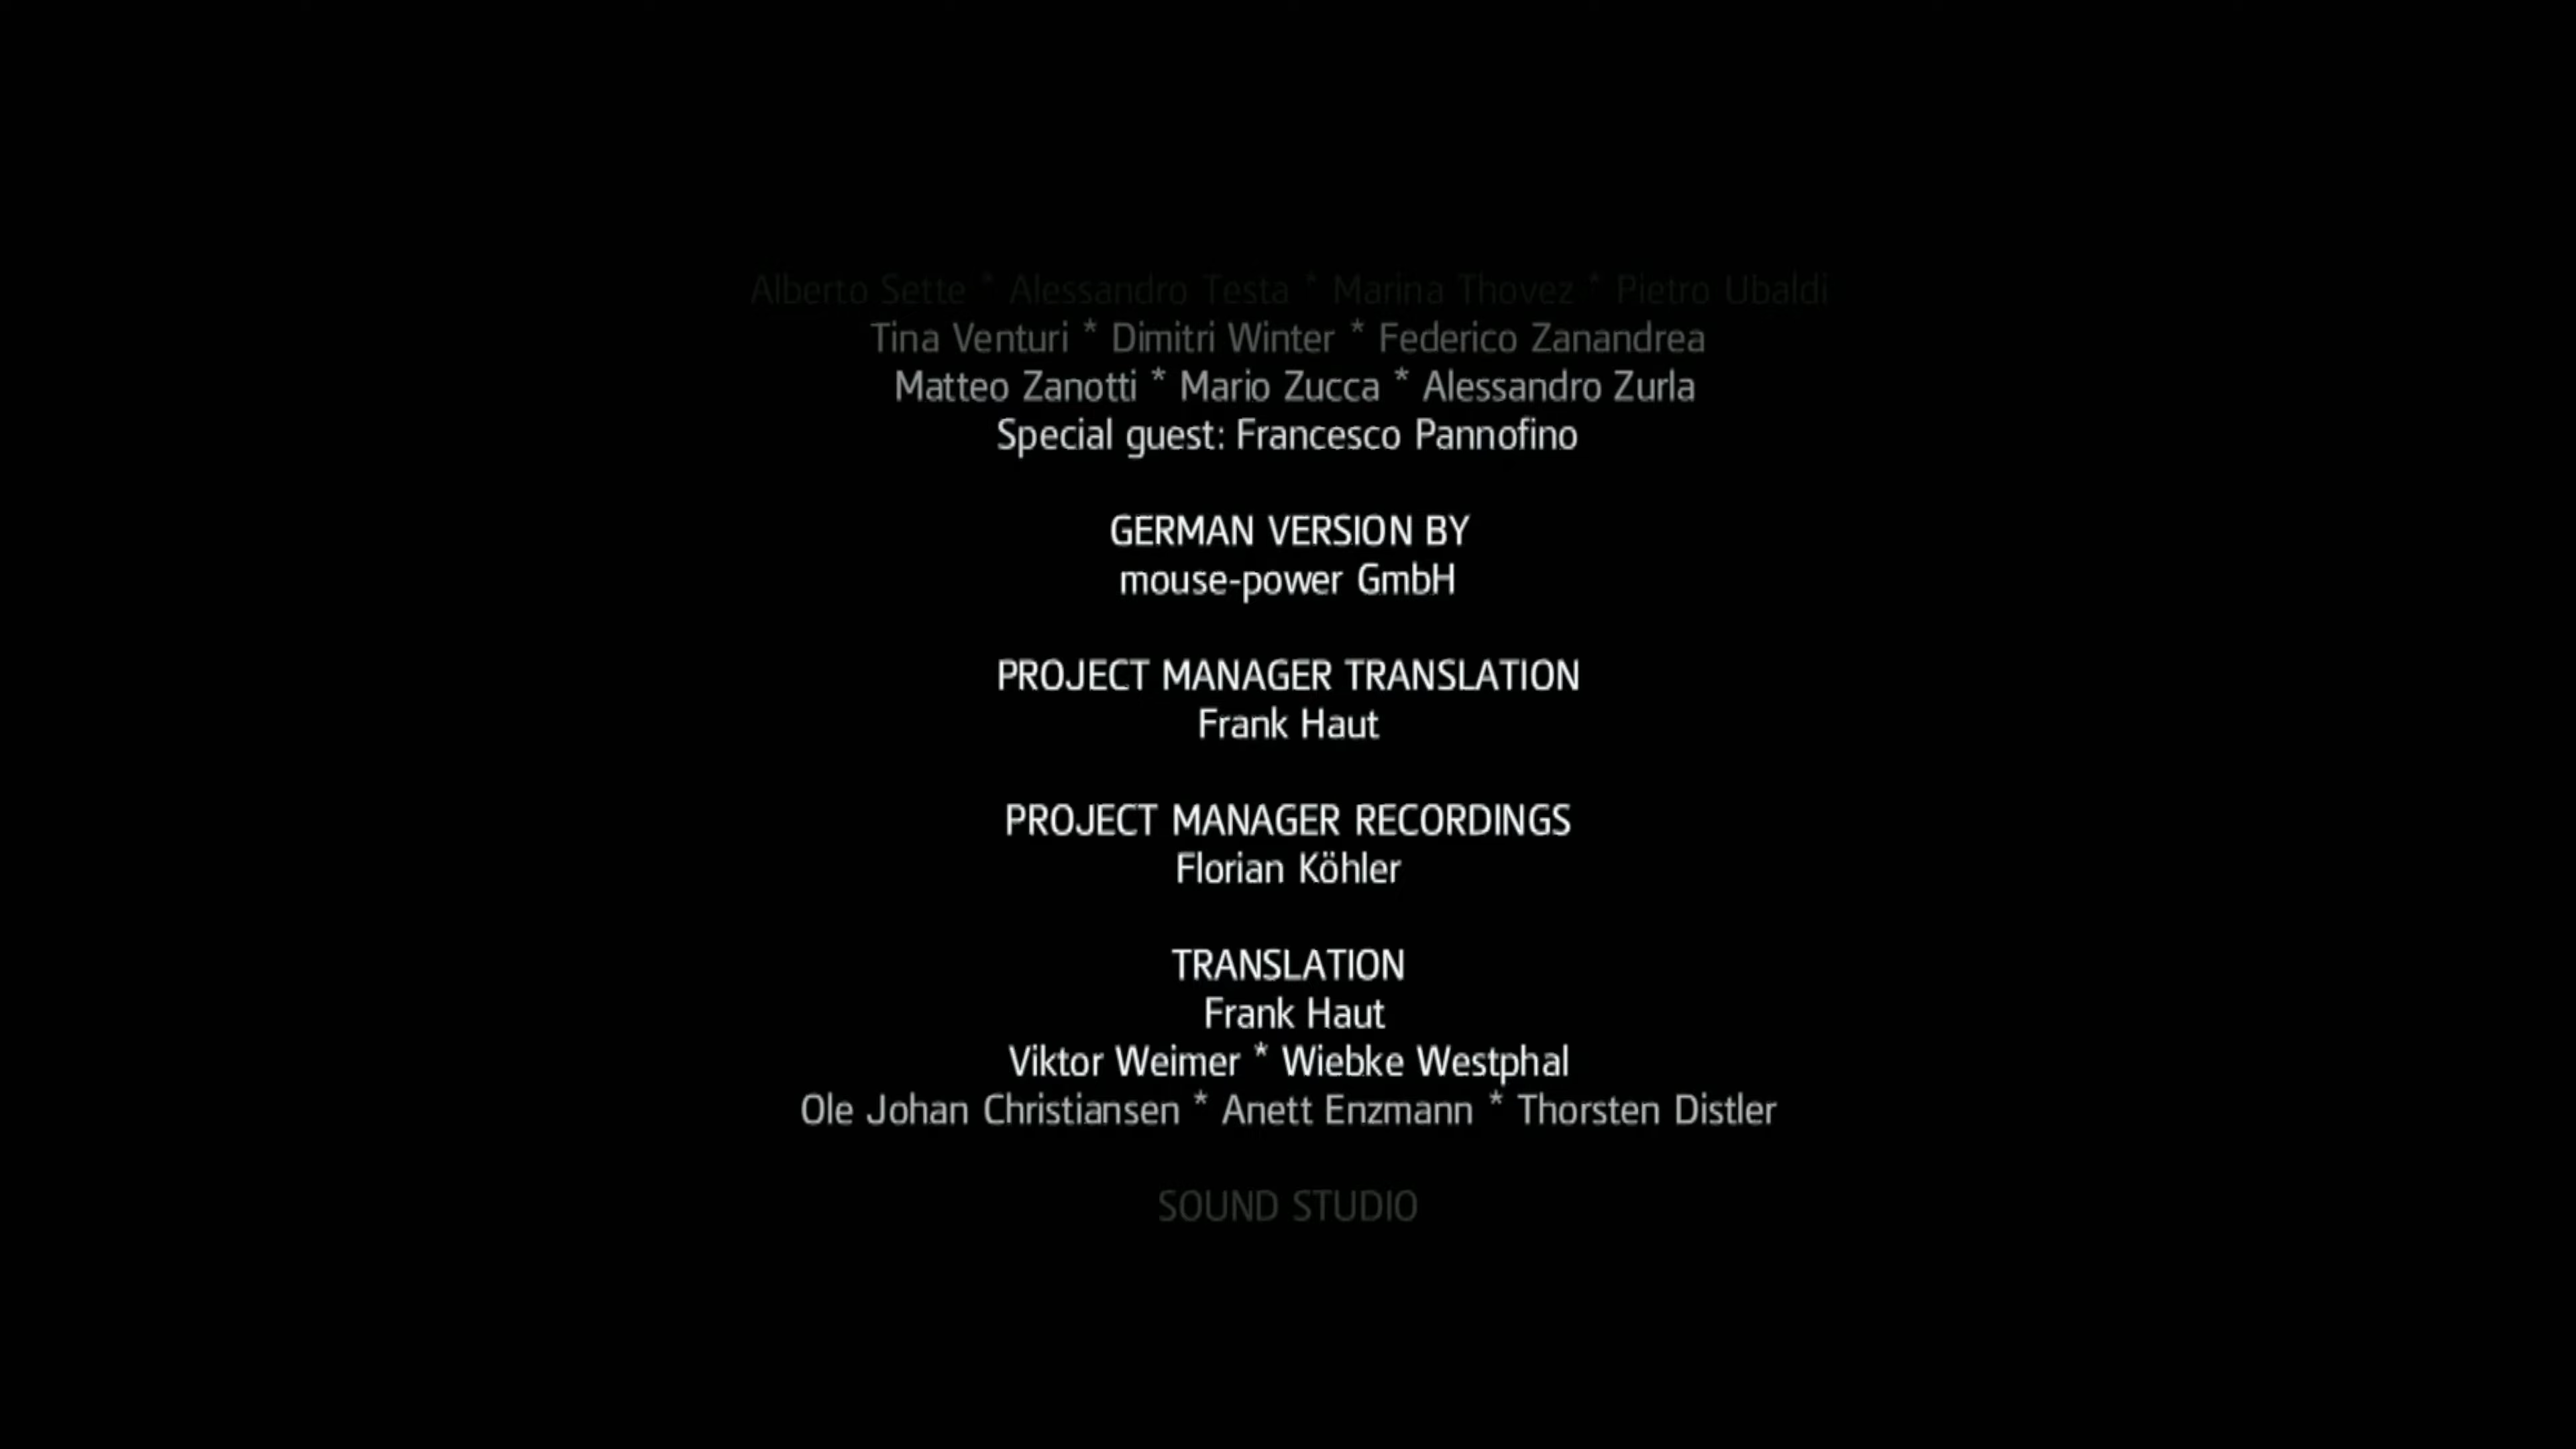 Alberto Sette * Alessandro Testa * Marina Thovez * Pietro Ubaldi
Tina Venturi * Dimitri Winter * Federico Zanandrea
Matteo Zanotti * Mario Zucca * Alessandro Zurla
Special guest: Francesco Pannofino
GERMAN VERSION BY
mouse-power GmbH
PROJECT MANAGER TRANSLATION
Frank Haut
PROJECT MANAGER RECORDINGS
Florian Köhler
TRANSLATION
Frank Haut
Viktor Weimer * Wiebke Westphal
Ole Johan Christiansen * Anett Enzmann * Thorsten Distler
SOUND STUDIO